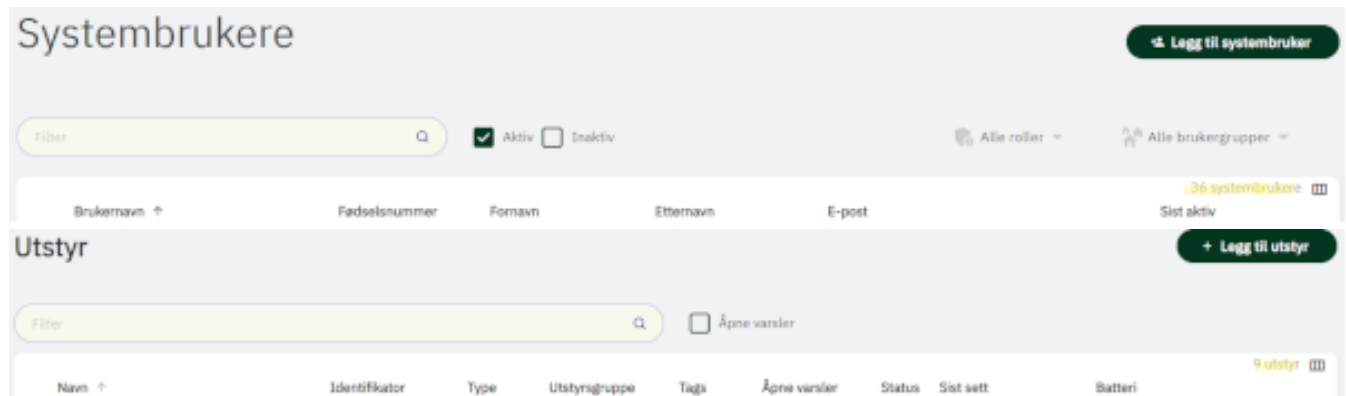 Systembrukere
Legg til systembruker
Filter
Aktiv
Inaktiv
Alle roller
Alle brukergrupper
36 systembrukere
Brukernavn ↑ Fødselsnummer Fornavn Etternavn E-post Sist aktiv
Utstyr
+ Legg til utstyr
Filter
Åpne varsler
9 utstyr
Navn ↑ Identifikator Type Utstyrsgruppe Tags Åpne varsler Status Sist sett Batteri